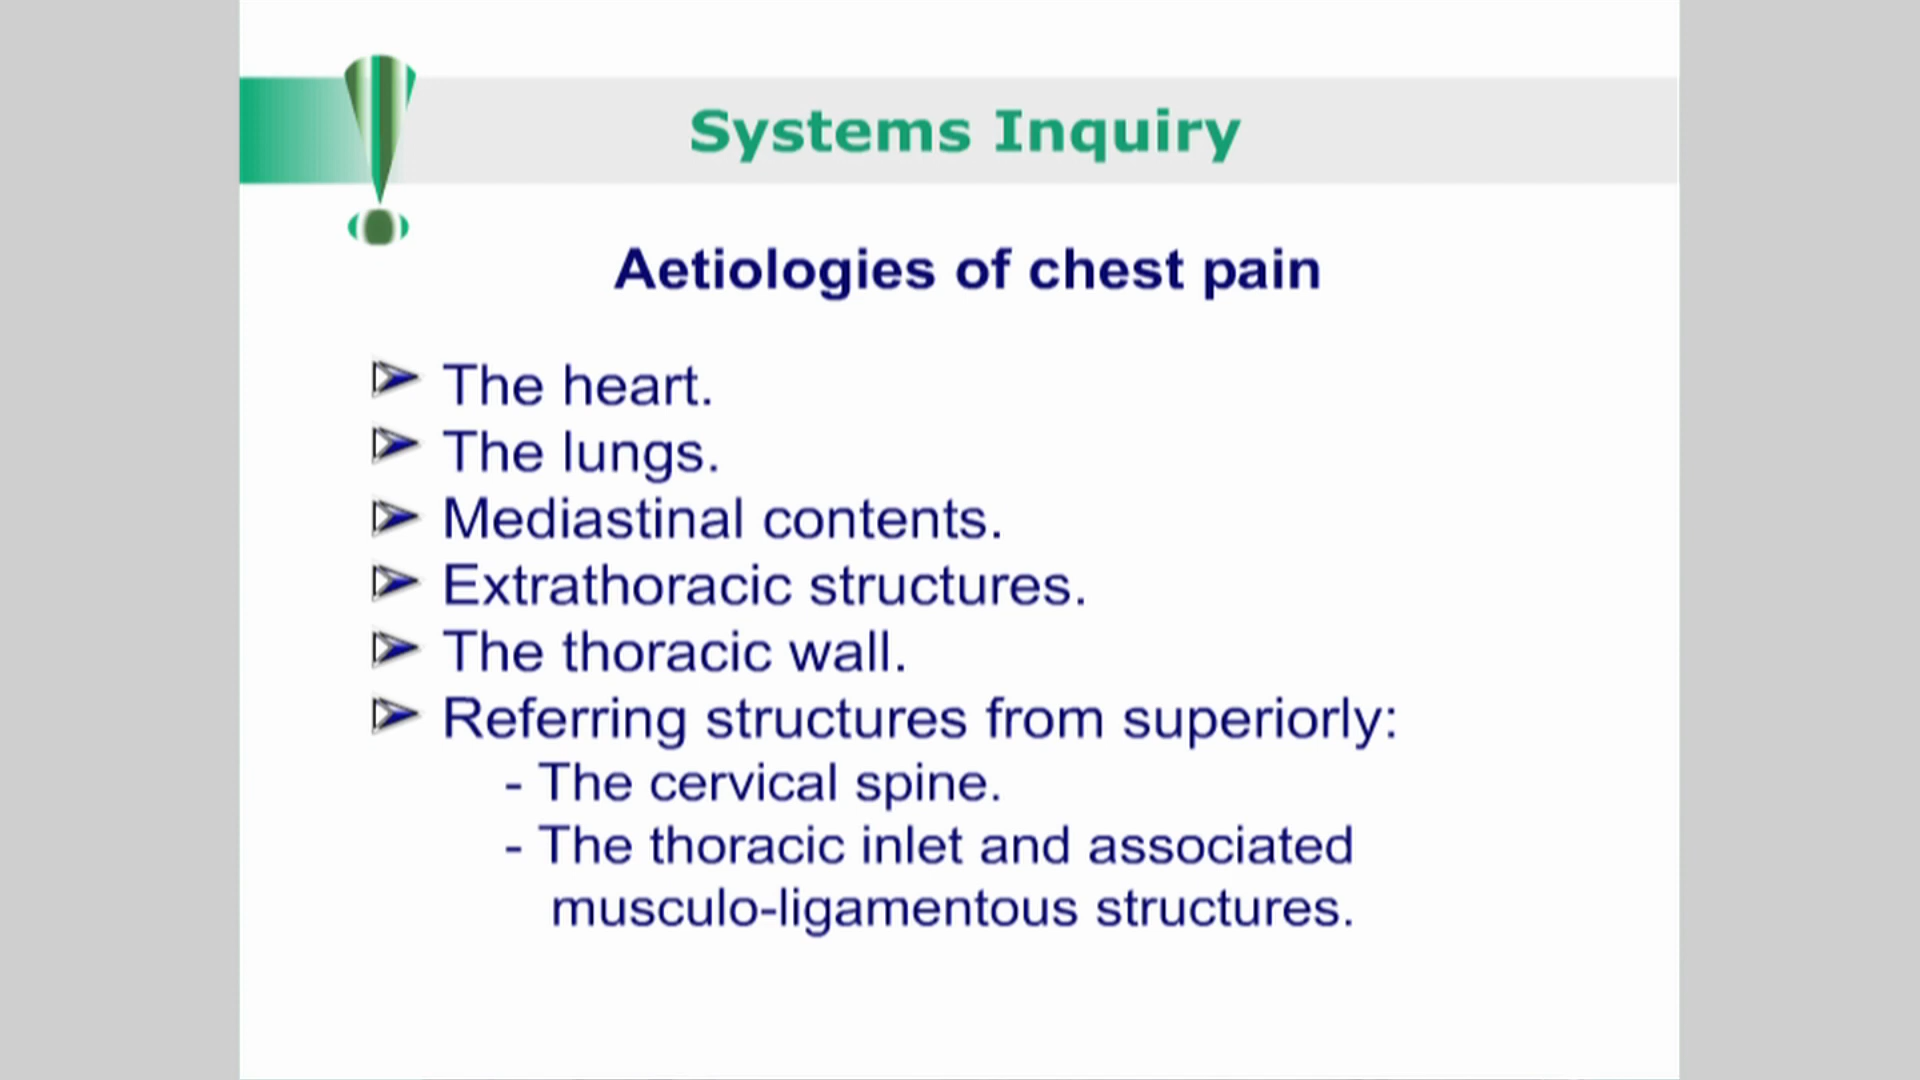 Systems Inquiry
Aetiologies of chest pain
The heart.
The lungs.
Mediastinal contents.
Extrathoracic structures.
The thoracic wall.
Referring structures from superiorly:
- The cervical spine.
- The thoracic inlet and associated
musculo-ligamentous structures.